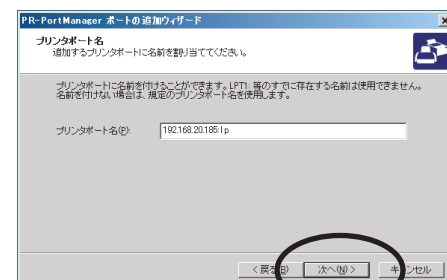 PR-PortManager ポートの追加ウィザード
プリンタポート名
追加するプリンタポートに名前を割り当ててください。
プリンタポートに名前を付けることができます。LPT1: 等のすでに存在する名前は使用できません。
名前を付けない場合は、規定のプリンタポート名を使用します。
プリンタポート名(P):
192.168.20.185:lp
< 戻る(B)
次へ(N) >
キャンセル